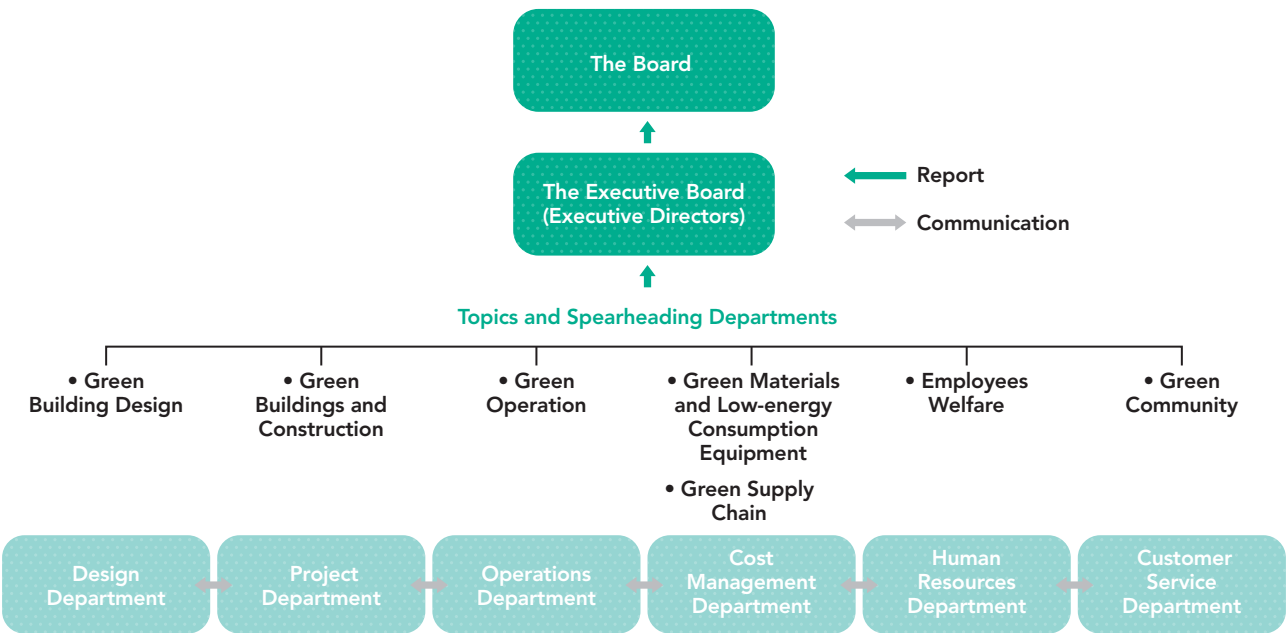 The Board
The Executive Board
(Executive Directors)
Report
Communication
Topics and Spearheading Departments
• Green
Building Design
• Green
Buildings and
Construction
• Green
Operation
• Green Materials
and Low-energy
Consumption
Equipment
• Green Supply
Chain
• Employees
Welfare
• Green
Community
Design
Department
Project
Department
Operations
Department
Cost
Management
Department
Human
Resources
Department
Customer
Service
Department